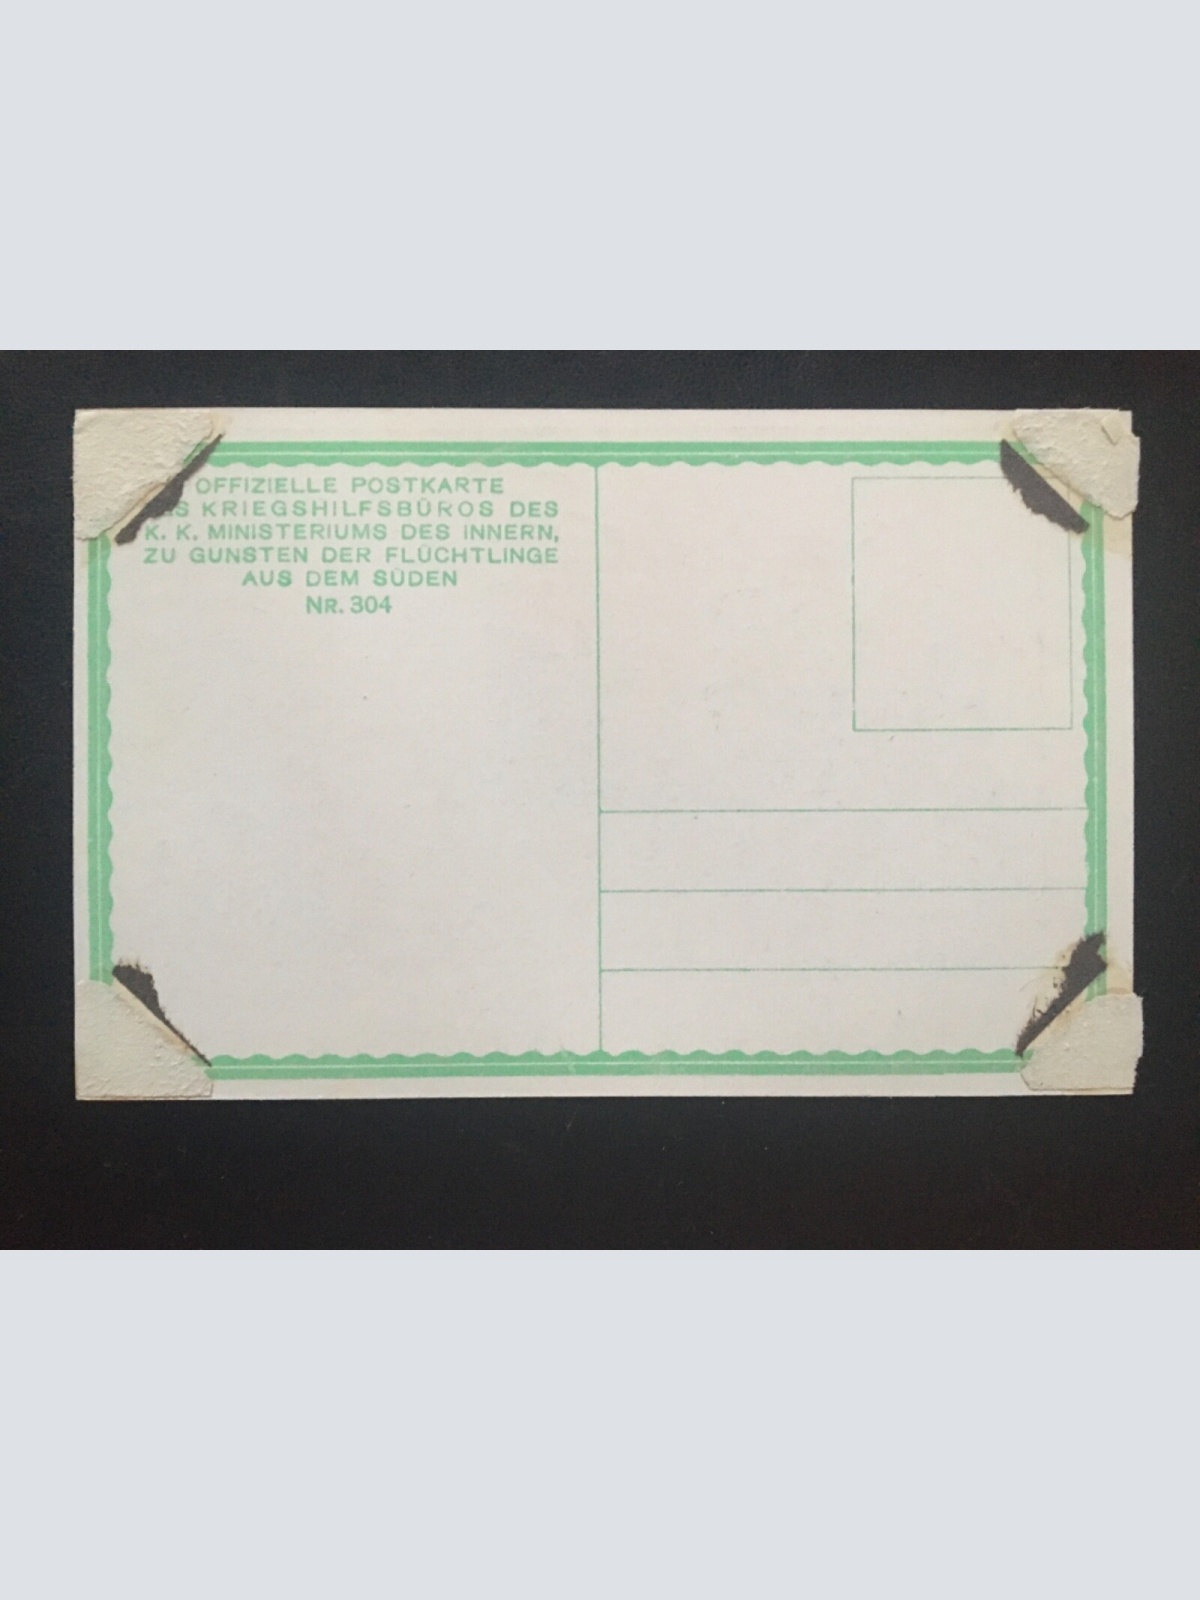 OFFIZIELLE POSTKARTE
KRIEGSHILFSBÜROS DES
K. K. MINISTERIUMS DES INNERN,
ZU GUNSTEN DER FLÜCHTLINGE
AUS DEM SÜDEN
NR. 304